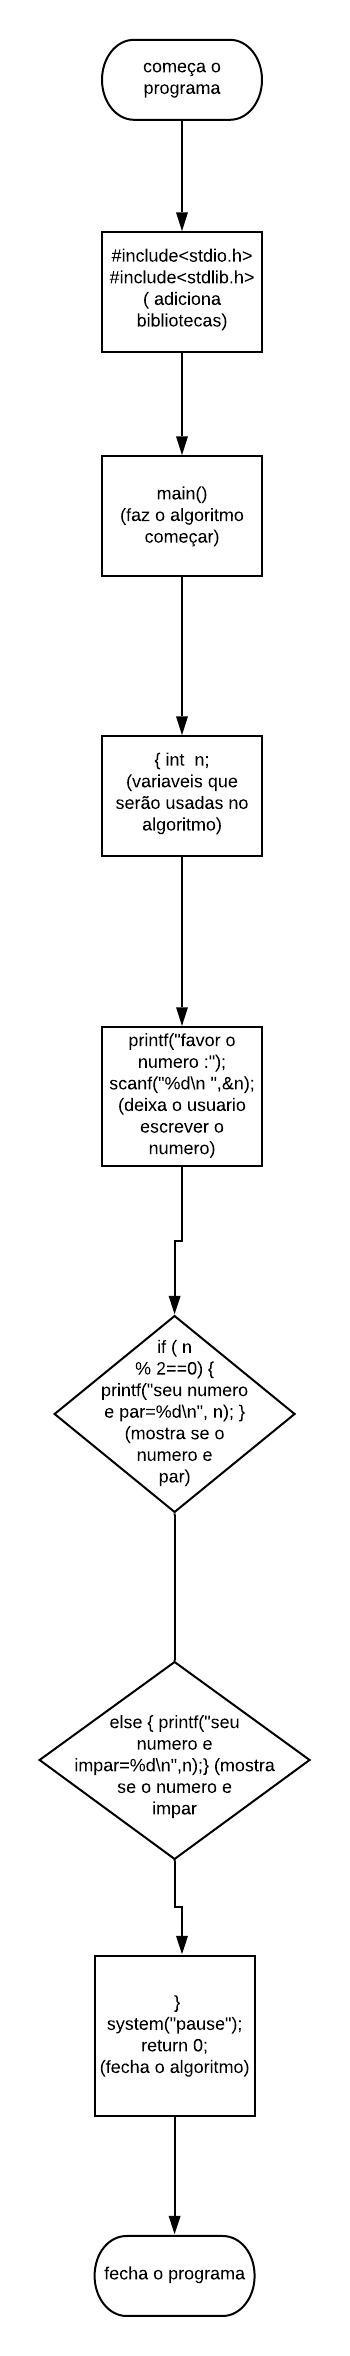 começa o
programa
#include<stdio.h>
#include<stdlib.h>
( adiciona
bibliotecas)
main()
(faz o algoritmo
começar)
{ int  n;
(variaveis que
serão usadas no
algoritmo)
printf("favor o
numero :");
scanf("%d\n ",&n);
(deixa o usuario
escrever o
numero)
if ( n
% 2==0) {
printf("seu numero
e par=%d\n", n); }
(mostra se o
numero e
par)
else { printf("seu
numero e
impar=%d\n",n);} (mostra
se o numero e
impar
}
system("pause");
return 0;
(fecha o algoritmo)
fecha o programa